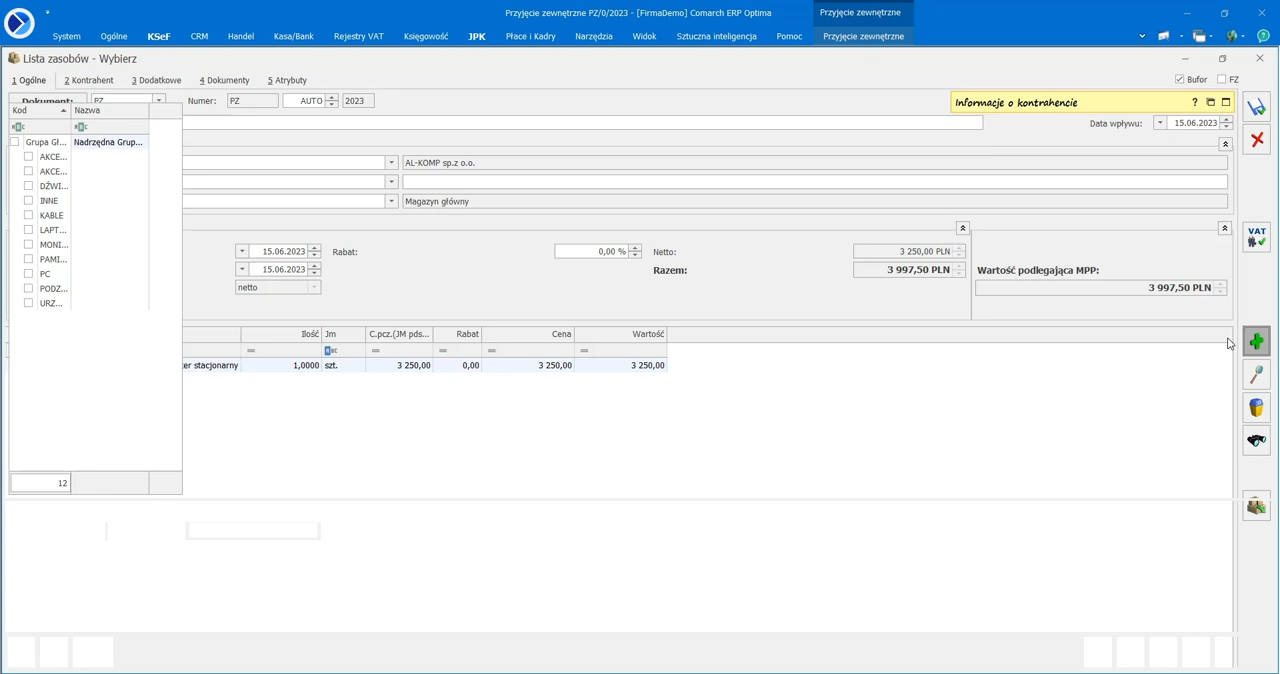 Przyjęcie zewnętrzne PZ/0/2023 - [FirmaDemo] Comarch ERP Optima
Przyjęcie zewnętrzne
System Ogólne KSeF CRM Handel Kasa/Bank Rejestry VAT Księgowość JPK Płace i Kadry Narzędzia Widok Sztuczna inteligencja Pomoc Przyjęcie zewnętrzne
Lista zasobów - Wybierz
1 Ogólne 2 Kontrahent 3 Dodatkowe 4 Dokumenty 5 Atrybuty
Bufor FZ
Dokument: PZ Numer: PZ AUTO 2023
Informacje o kontrahencie ?
Kod Nazwa
Data wpływu: 15.06.2023
Grupa Gł... Nadrzędna Grup...
AKCE...
AL-KOMP sp.z o.o.
AKCE...
DŹWI...
INNE
Magazyn główny
KABLE
LAPT...
MONI...
15.06.2023 Rabat: 0,00 % Netto: 3 250,00 PLN
PAMI...
15.06.2023 Razem: 3 997,50 PLN Wartość podlegająca MPP:
PC
PODZ...
netto 3 997,50 PLN
URZ...
Ilość Jm C.pcz.(JM pds... Rabat Cena Wartość
ter stacjonarny 1,0000 szt. 3 250,00 0,00 3 250,00 3 250,00
12
VAT